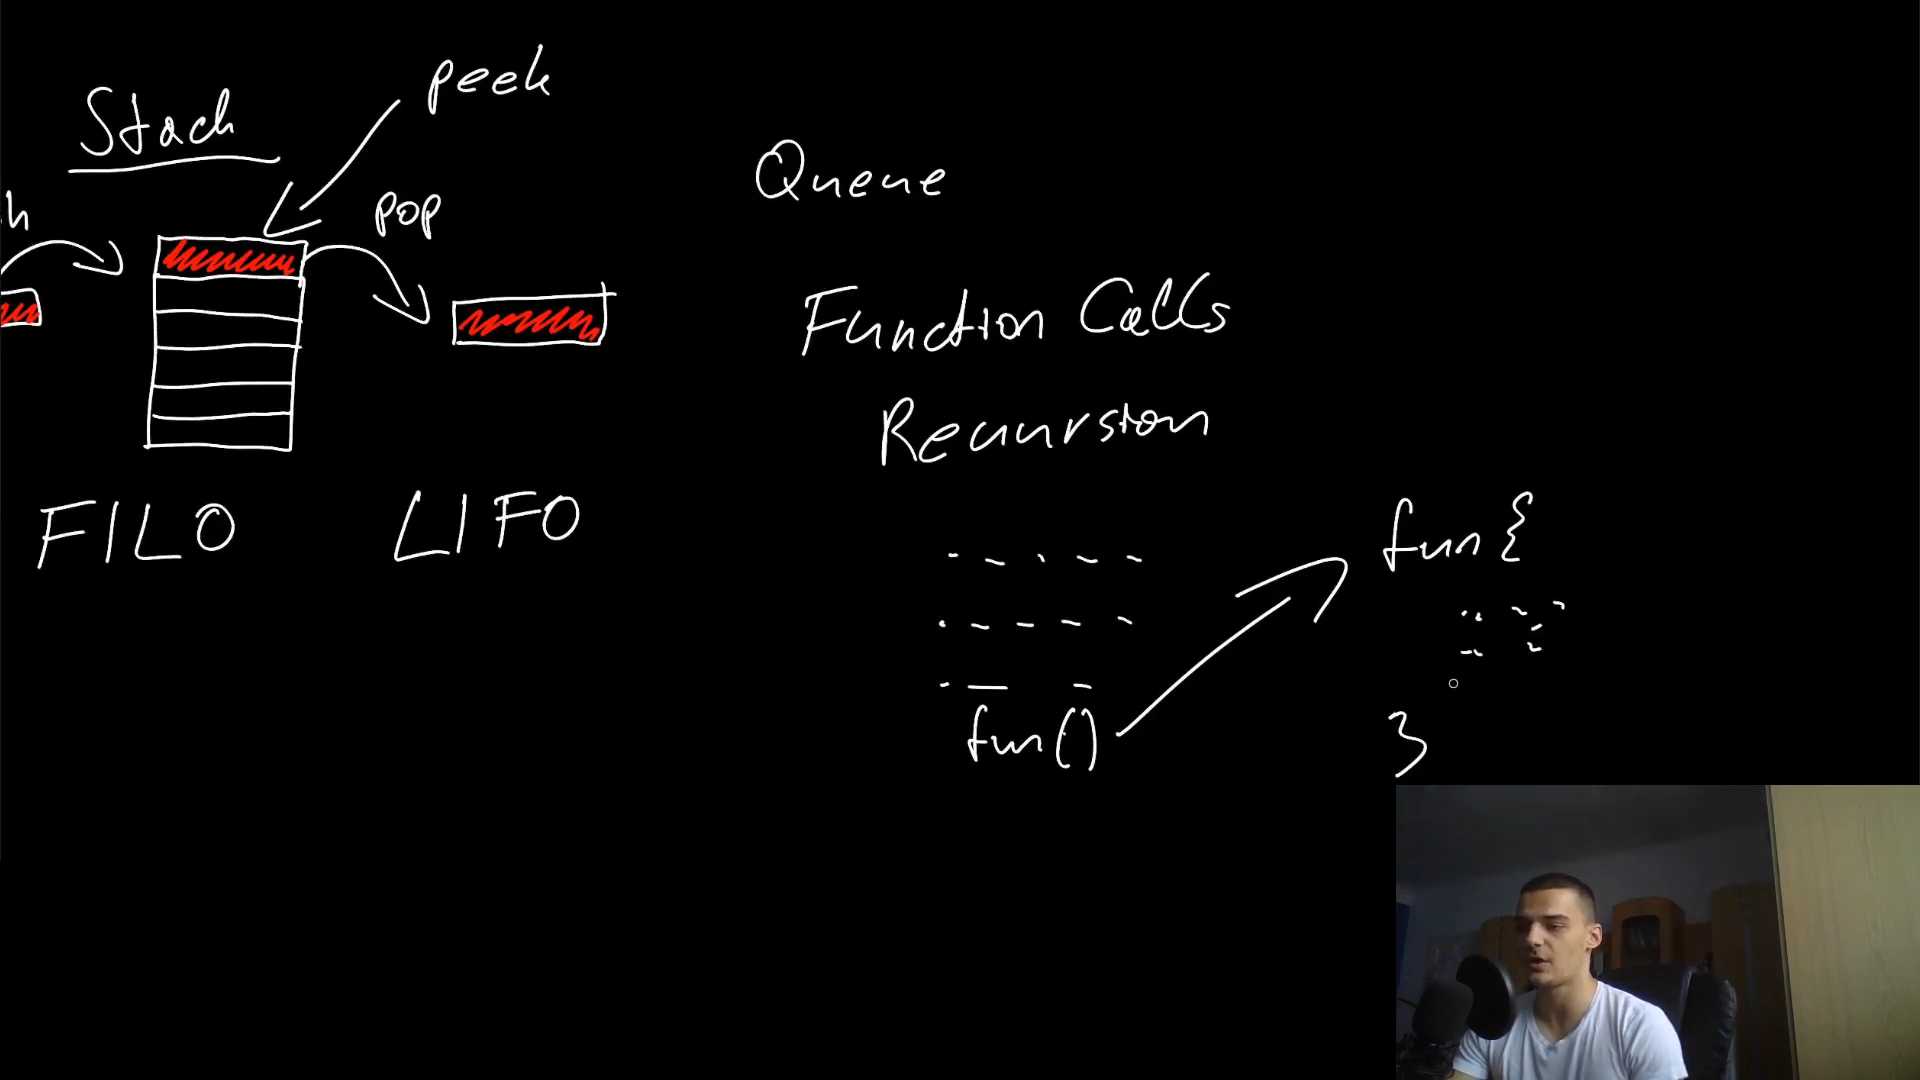 Stack
peek
h
pop
FILO LIFO
Queue
Function Calls
Recursion
fun()
fun{
}